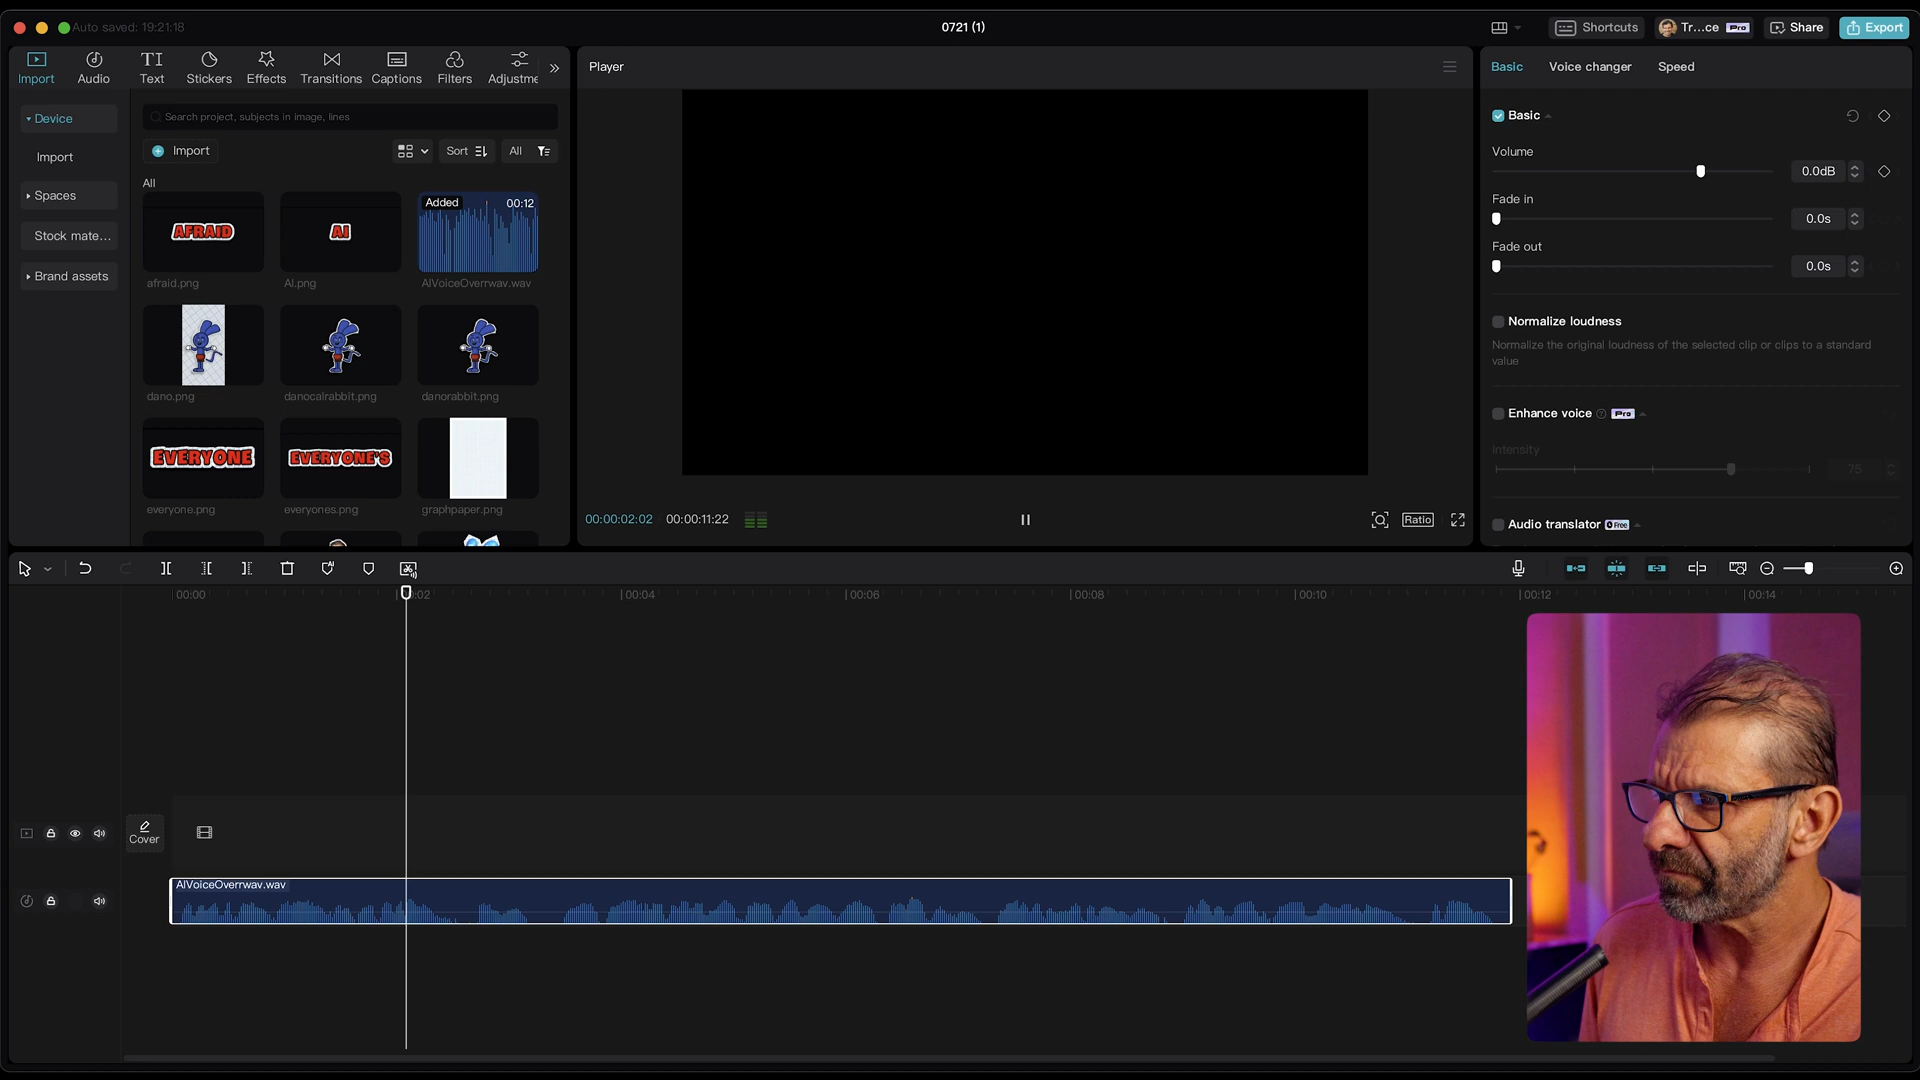 Auto saved: 19:21:18
0721 (1)
Shortcuts
Tr...ce
Pro
Share
Export
Import
Audio
TI
Text
Stickers
Effects
Transitions
Captions
Filters
Adjustme
Player
Basic
Voice changer
Speed
Device
Import
Spaces
Stock mate...
Brand assets
Search project, subjects in image, lines
Import
Sort
All
All
AFRAID
afraid.png
AI
AI.png
Added
00:12
AIVoiceOverrwav.wav
dano.png
danocalrabbit.png
danorabbit.png
EVERYONE
everyone.png
EVERYONE'S
everyones.png
graphpaper.png
00:00:02:02
00:00:11:22
Ratio
Basic
Volume
0.0dB
Fade in
0.0s
Fade out
0.0s
Normalize loudness
Normalize the original loudness of the selected clip or clips to a standard
value
Enhance voice
Pro
Intensity
75
Audio translator
Free
00:00
0:02
00:04
00:06
00:08
00:10
00:12
00:14
Cover
AIVoiceOverrwav.wav